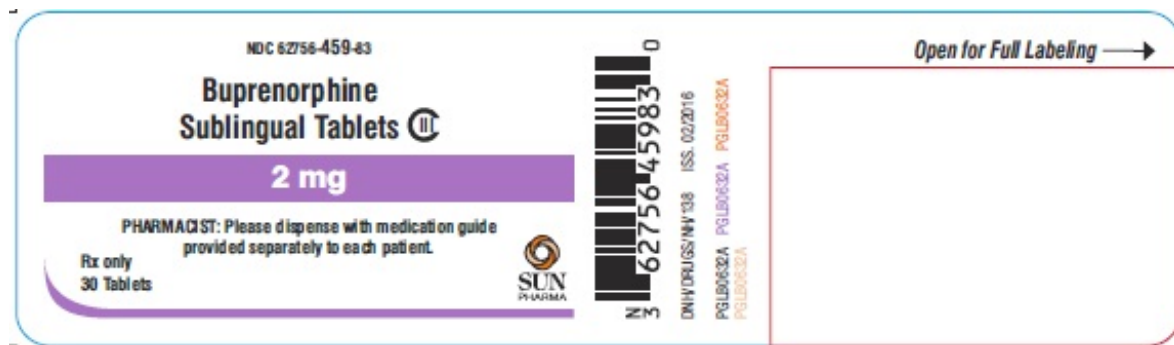 NDC 62756-459-83
Buprenorphine
Sublingual Tablets CIII
2 mg
PHARMACIST: Please dispense with medication guide
provided separately to each patient.
Rx only
30 Tablets
SUN
PHARMA
N
3 62756 45983 0
DNH/DRUGS/NH/138 ISS. 02/2016
PGLB0632A PGLB0632A PGLB0632A
PGLB0632A
Open for Full Labeling